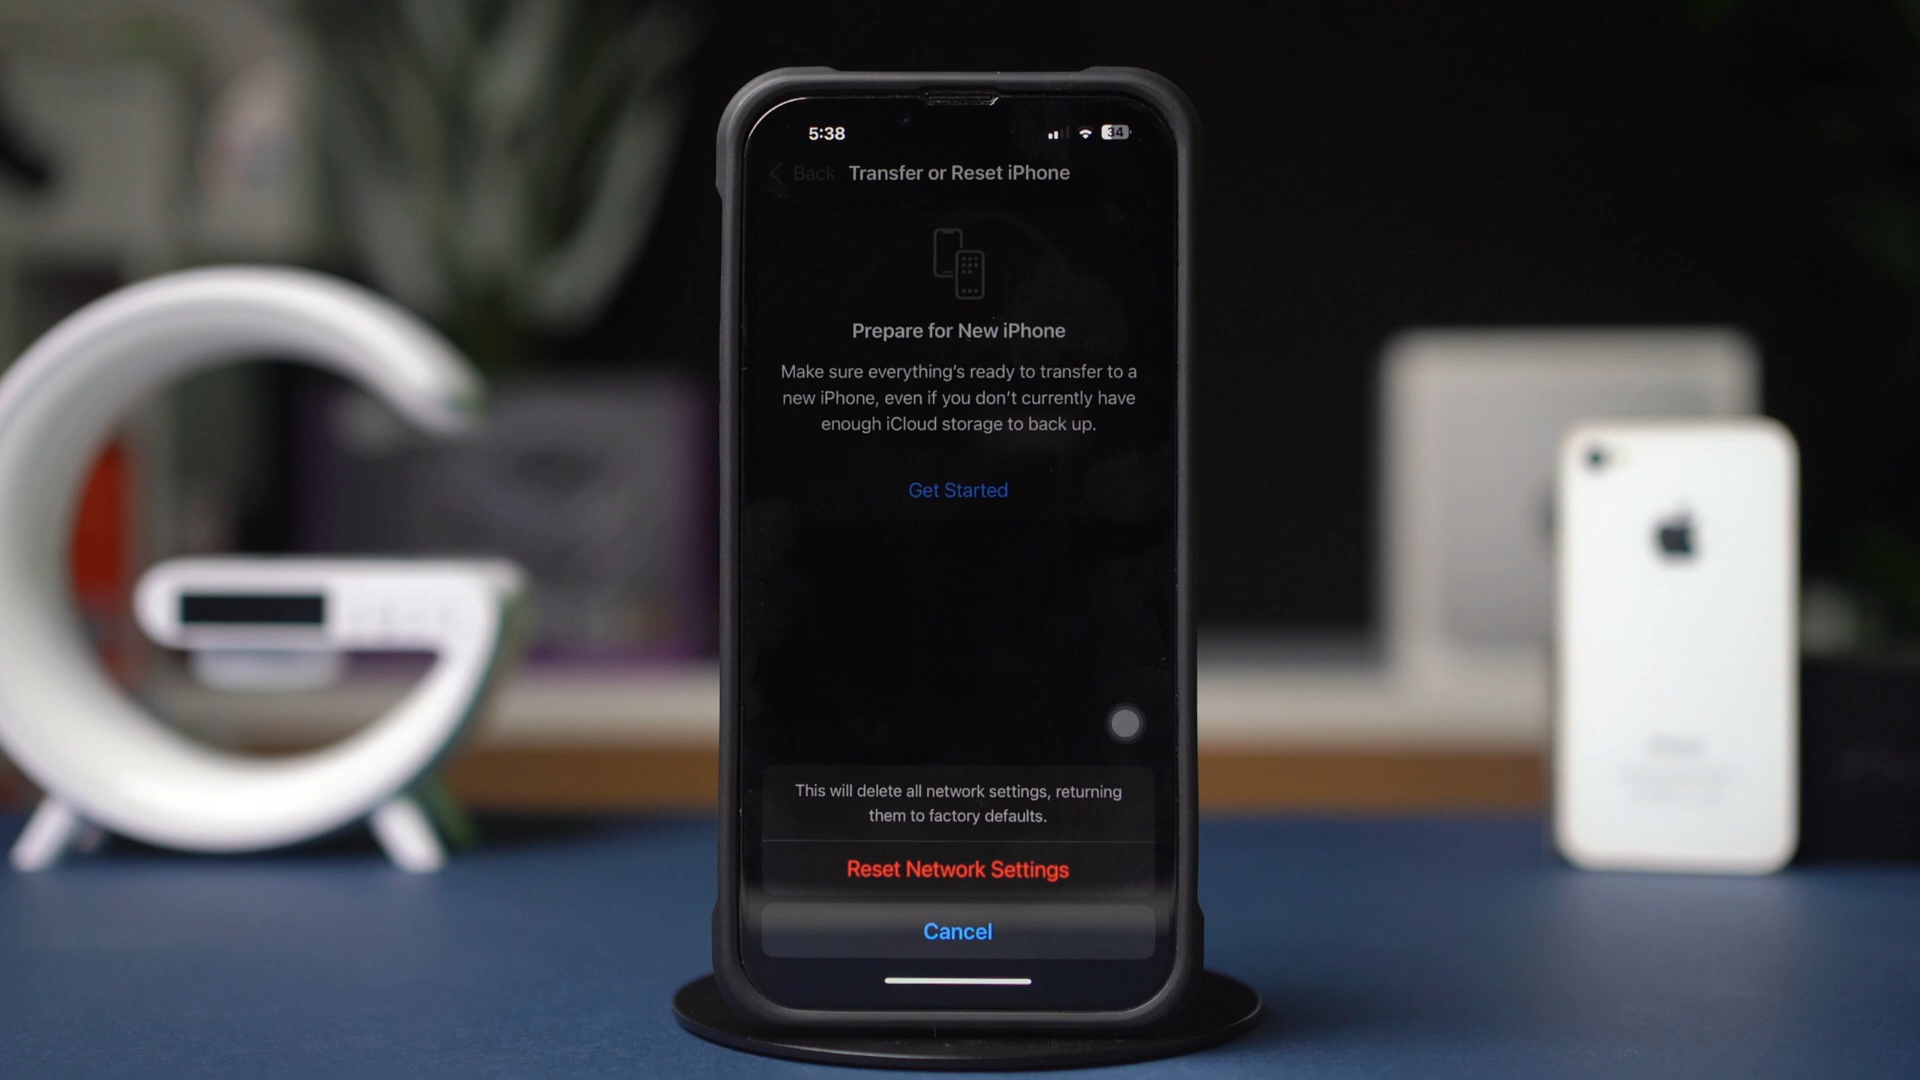 5:38
34
Back
Transfer or Reset iPhone
Prepare for New iPhone
Make sure everything's ready to transfer to a
new iPhone, even if you don't currently have
enough iCloud storage to back up.
Get Started
This will delete all network settings, returning
them to factory defaults.
Reset Network Settings
Cancel